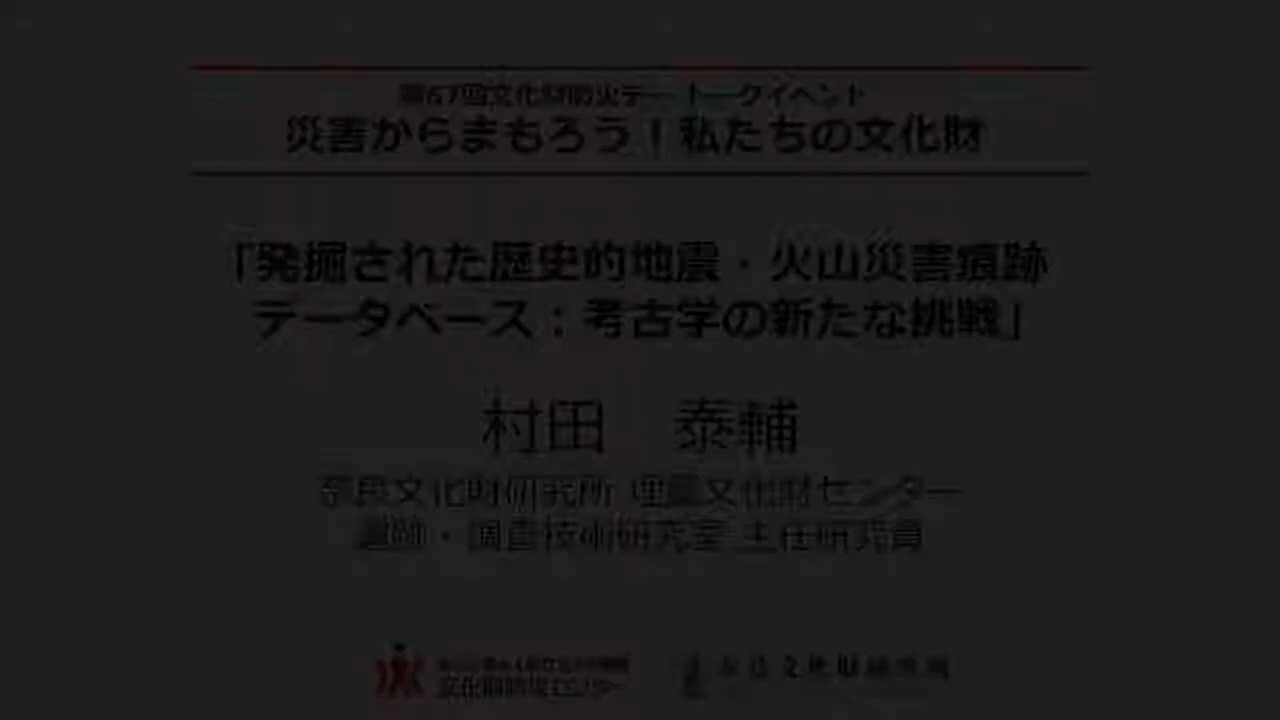 第67回文化財防火デー トークイベント
災害からまもろう！私たちの文化財
「発掘された歴史的地震・火山災害痕跡
データベース：考古学の新たな挑戦」
村田 泰輔
奈良文化財研究所 埋蔵文化財センター
遺跡・調査技術研究室 主任研究員
文化財防災センター
奈良文化財研究所